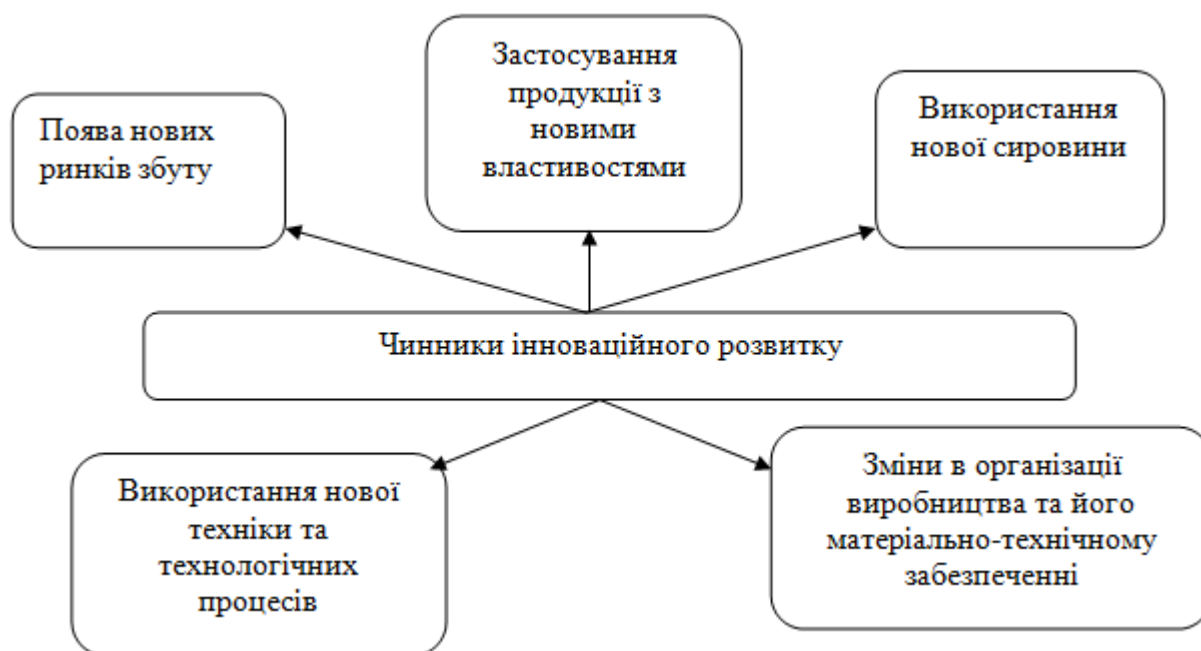 Поява нових
ринків збуту
Застосування
продукції з
новими
властивостями
Використання
нової сировини
Чинники інноваційного розвитку
Використання нової
техніки та
технологічних
процесів
Зміни в організації
виробництва та його
матеріально-технічному
забезпеченні